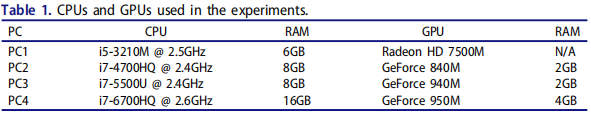 Table 1. CPUs and GPUs used in the experiments.
PC CPU RAM GPU RAM
PC1 i5-3210M @ 2.5GHz 6GB Radeon HD 7500M N/A
PC2 i7-4700HQ @ 2.4GHz 8GB GeForce 840M 2GB
PC3 i7-5500U @ 2.4GHz 8GB GeForce 940M 2GB
PC4 i7-6700HQ @ 2.6GHz 16GB GeForce 950M 4GB